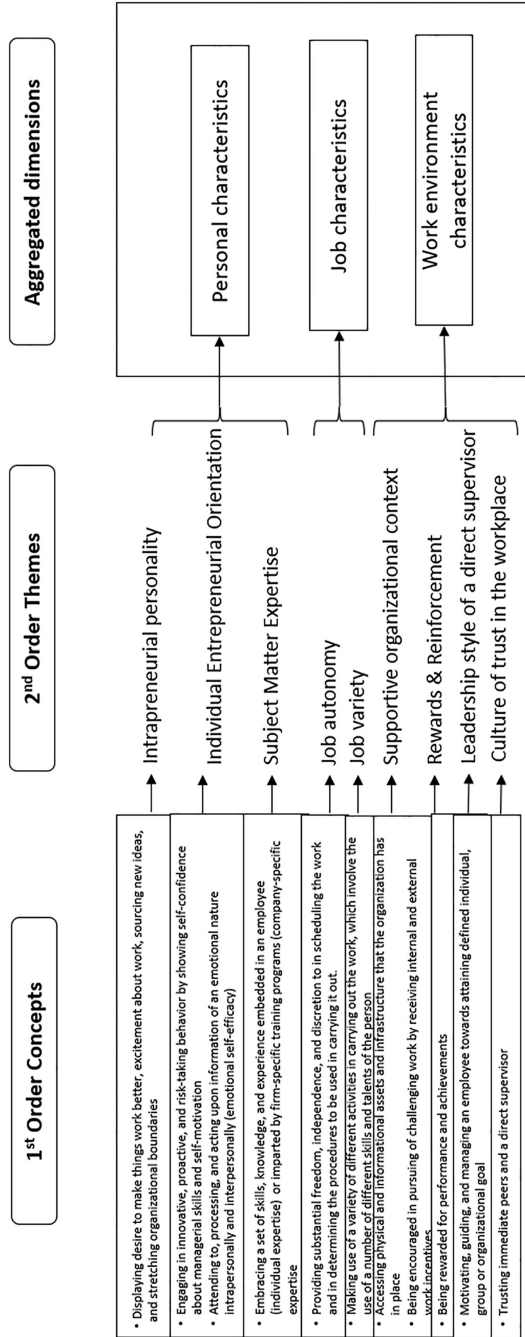 1st Order Concepts
2nd Order Themes
Aggregated dimensions
• Displaying desire to make things work better, excitement about work, sourcing new ideas,
and stretching organizational boundaries
• Engaging in innovative, proactive, and risk-taking behavior by showing self-confidence
about managerial skills and self-motivation
• Attending to, processing, and acting upon information of an emotional nature
intrapersonally and interpersonally (emotional self-efficacy)
• Embracing a set of skills, knowledge, and experience embedded in an employee
(individual expertise) or imparted by firm-specific training programs (company-specific
expertise
• Providing substantial freedom, independence, and discretion to in scheduling the work
and in determining the procedures to be used in carrying it out.
• Making use of a variety of different activities in carrying out the work, which involve the
use of a number of different skills and talents of the person
• Accessing physical and informational assets and infrastructure that the organization has
in place
• Being encouraged in pursuing of challenging work by receiving internal and external
work incentives
• Being rewarded for performance and achievements
• Motivating, guiding, and managing an employee towards attaining defined individual,
group or organizational goal
• Trusting immediate peers and a direct supervisor
Intrapreneurial personality
Individual Entrepreneurial Orientation
Subject Matter Expertise
Job autonomy
Job variety
Supportive organizational context
Rewards & Reinforcement
Leadership style of a direct supervisor
Culture of trust in the workplace
Personal characteristics
Job characteristics
Work environment
characteristics